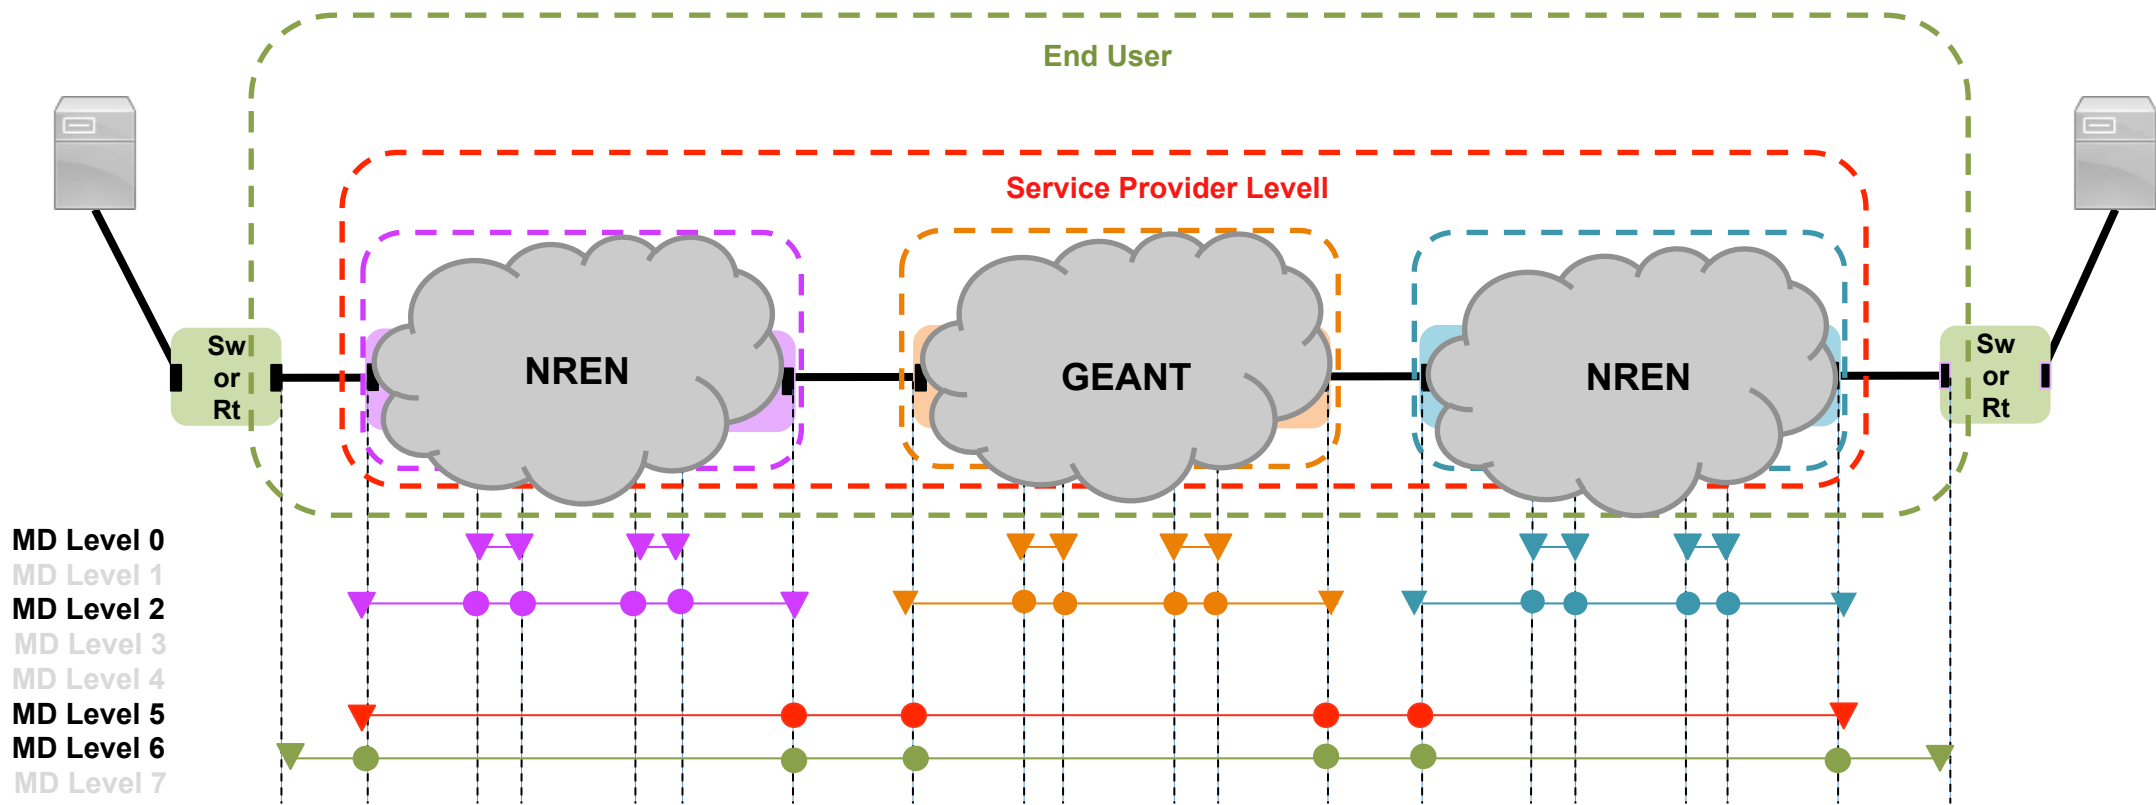 End User
Service Provider Levell
Sw
or
Rt
NREN
GEANT
NREN
Sw
or
Rt
MD Level 0
MD Level 1
MD Level 2
MD Level 3
MD Level 4
MD Level 5
MD Level 6
MD Level 7